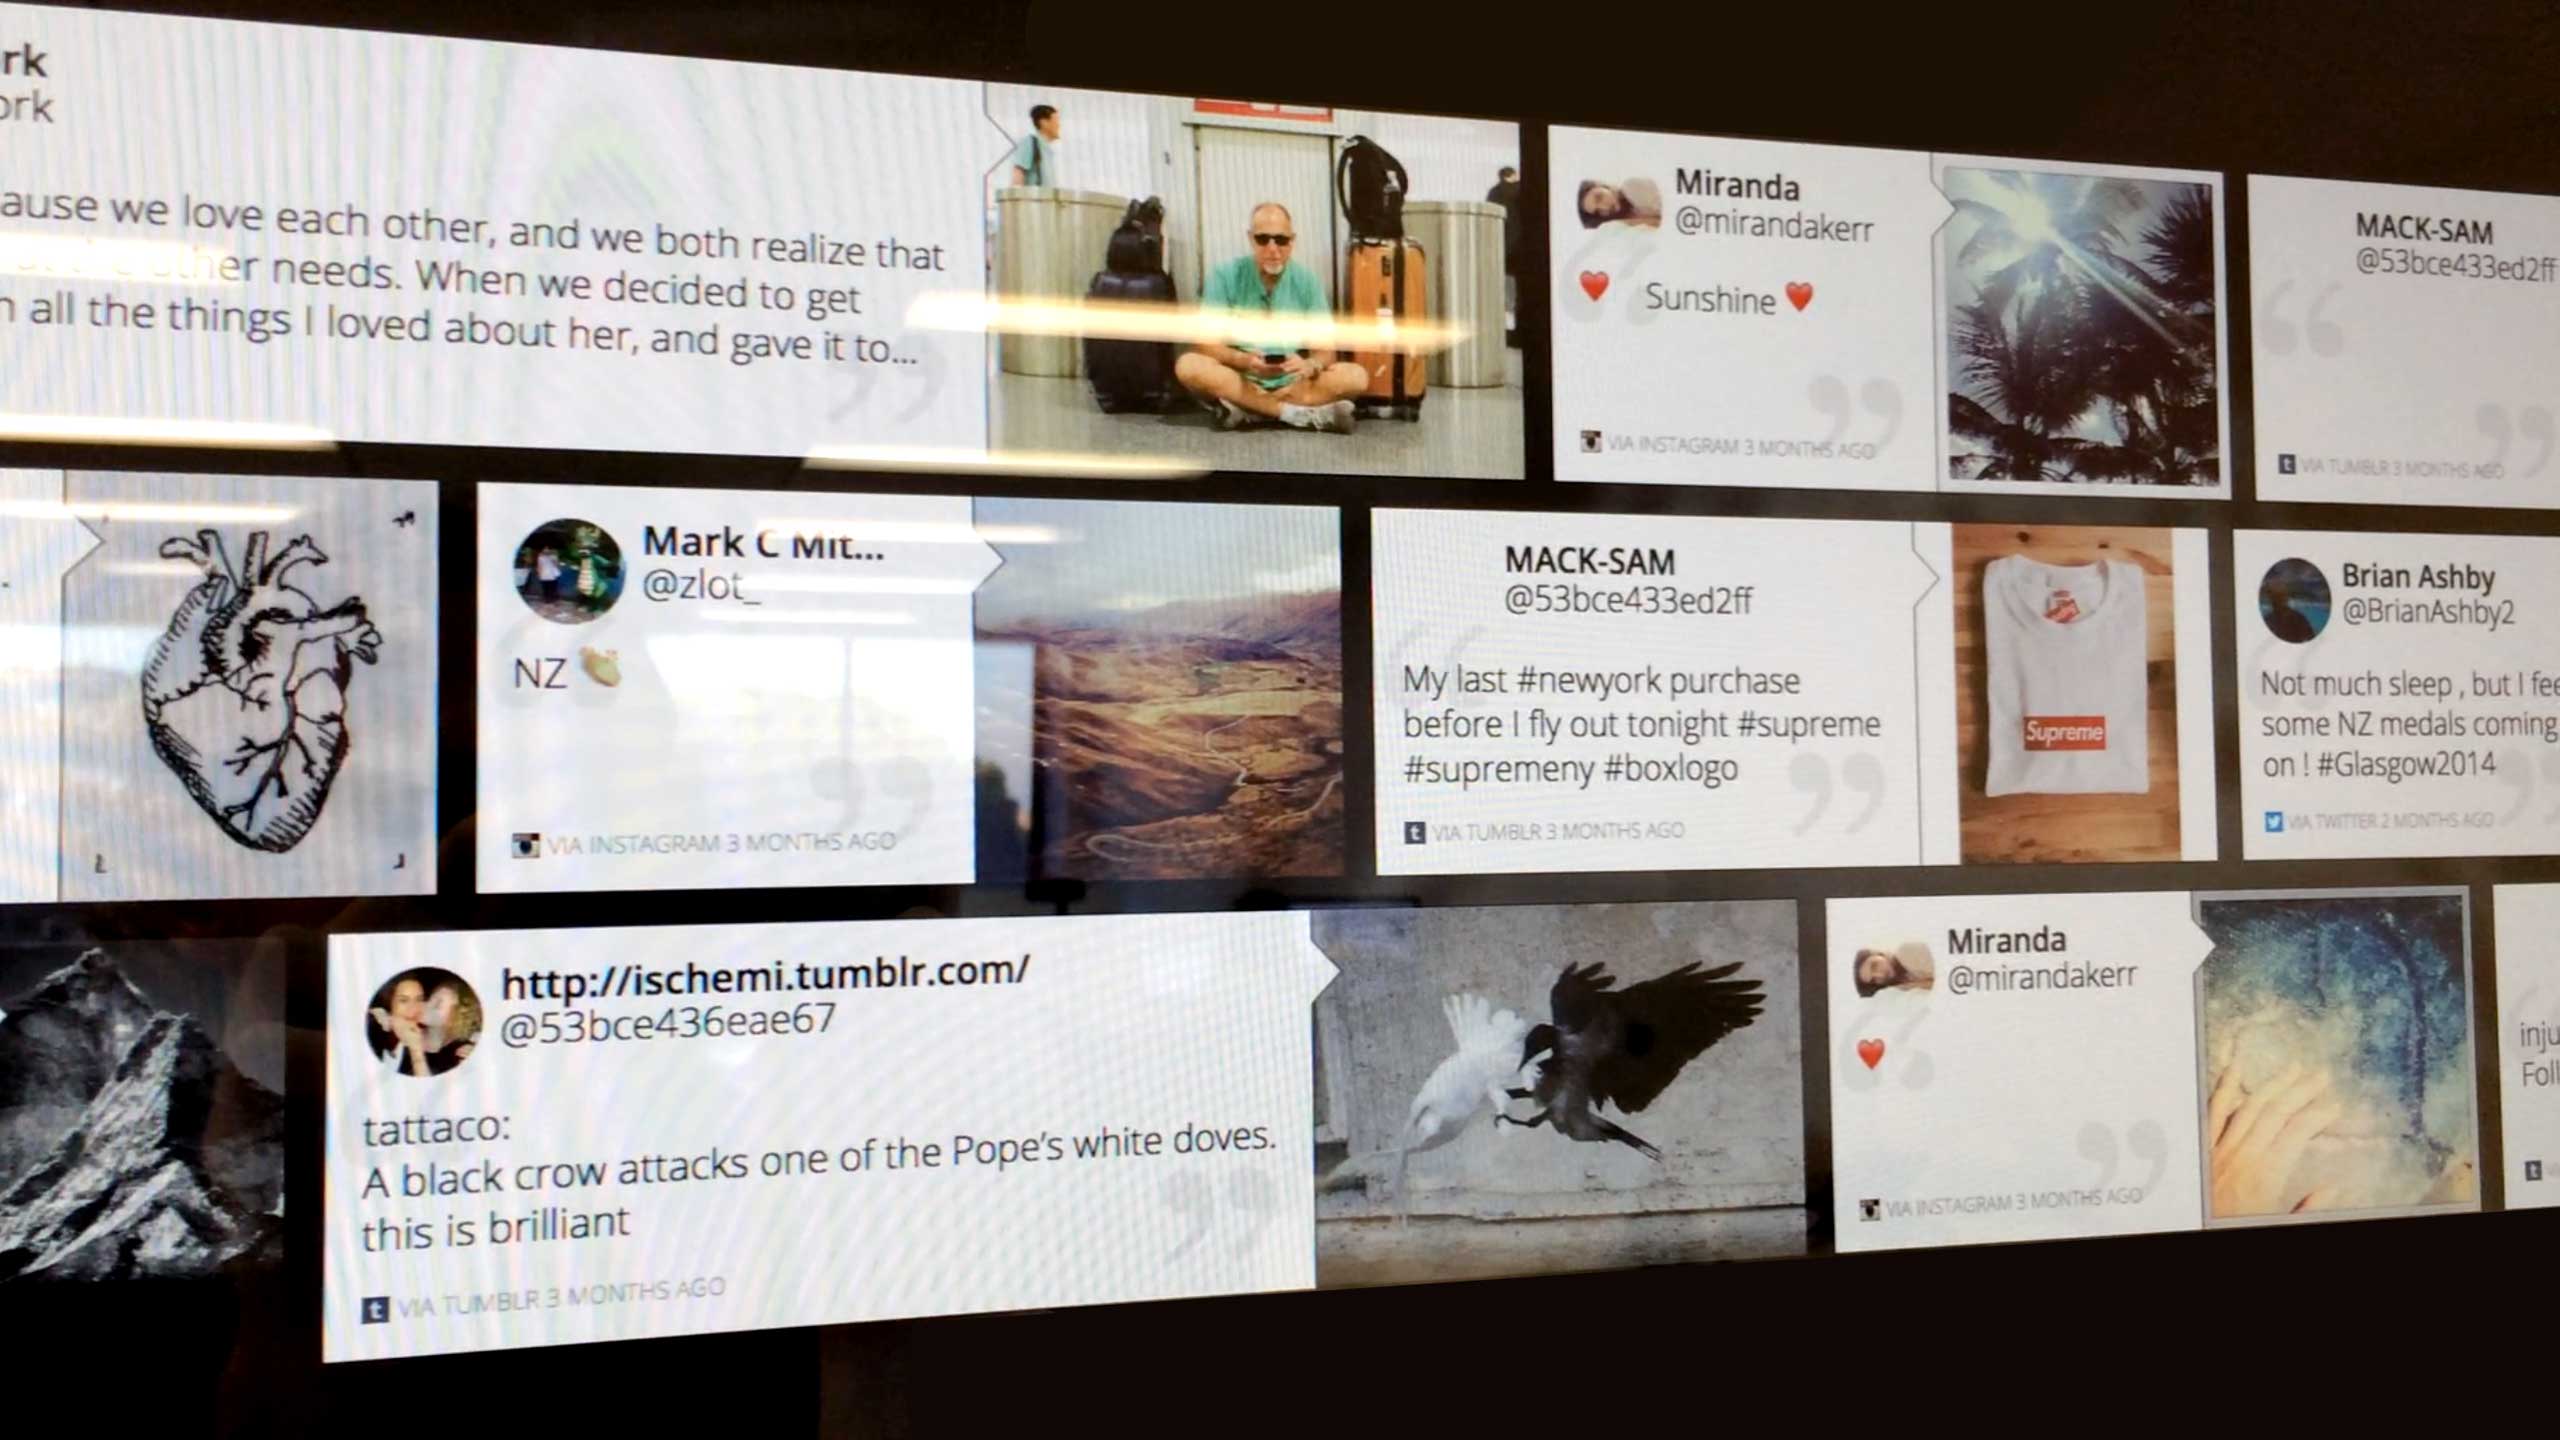 rk
ork
ause we love each other, and we both realize that
other needs. When we decided to get
all the things I loved about her, and gave it to...
Miranda
@mirandakerr
❤ Sunshine ❤
VIA INSTAGRAM 3 MONTHS AGO
MACK-SAM
@53bce433ed2ff
VIA TUMBLR 3 MONTHS AGO
Mark C Mit...
@zlot_
NZ
VIA INSTAGRAM 3 MONTHS AGO
MACK-SAM
@53bce433ed2ff
My last #newyork purchase
before I fly out tonight #supreme
#supremeny #boxlogo
VIA TUMBLR 3 MONTHS AGO
Supreme
Brian Ashby
@BrianAshby2
Not much sleep , but I fee
some NZ medals coming
on ! #Glasgow2014
VIA TWITTER 2 MONTHS AGO
http://ischemi.tumblr.com/
@53bce436eae67
tattaco:
A black crow attacks one of the Pope's white doves.
this is brilliant
VIA TUMBLR 3 MONTHS AGO
Miranda
@mirandakerr
❤
VIA INSTAGRAM 3 MONTHS AGO
inju
Foll